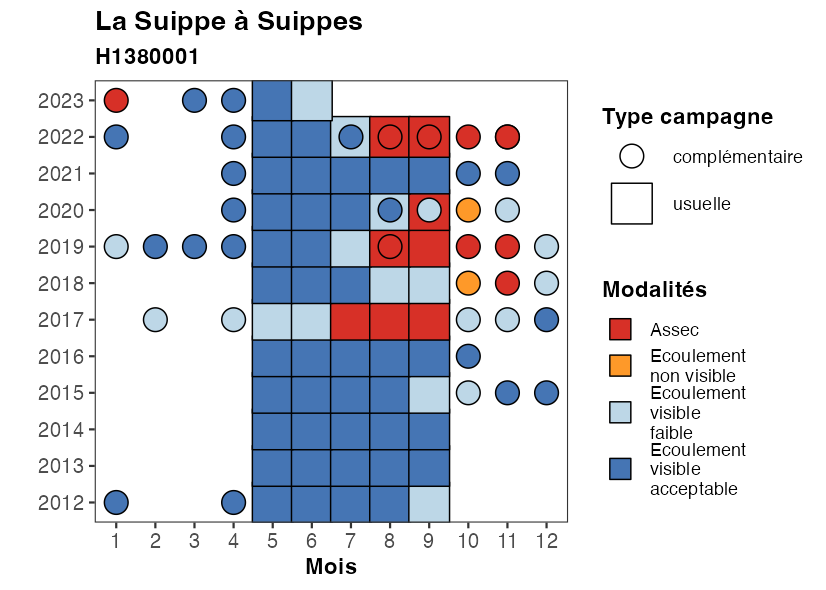 La Suippe à Suippes
H1380001
2023
2022
2021
2020
2019
2018
2017
2016
2015
2014
2013
2012
1 2 3 4 5 6 7 8 9 10 11 12
Mois
Type campagne
complémentaire
usuelle
Modalités
Assec
Ecoulement
non visible
Ecoulement
visible
faible
Ecoulement
visible
acceptable